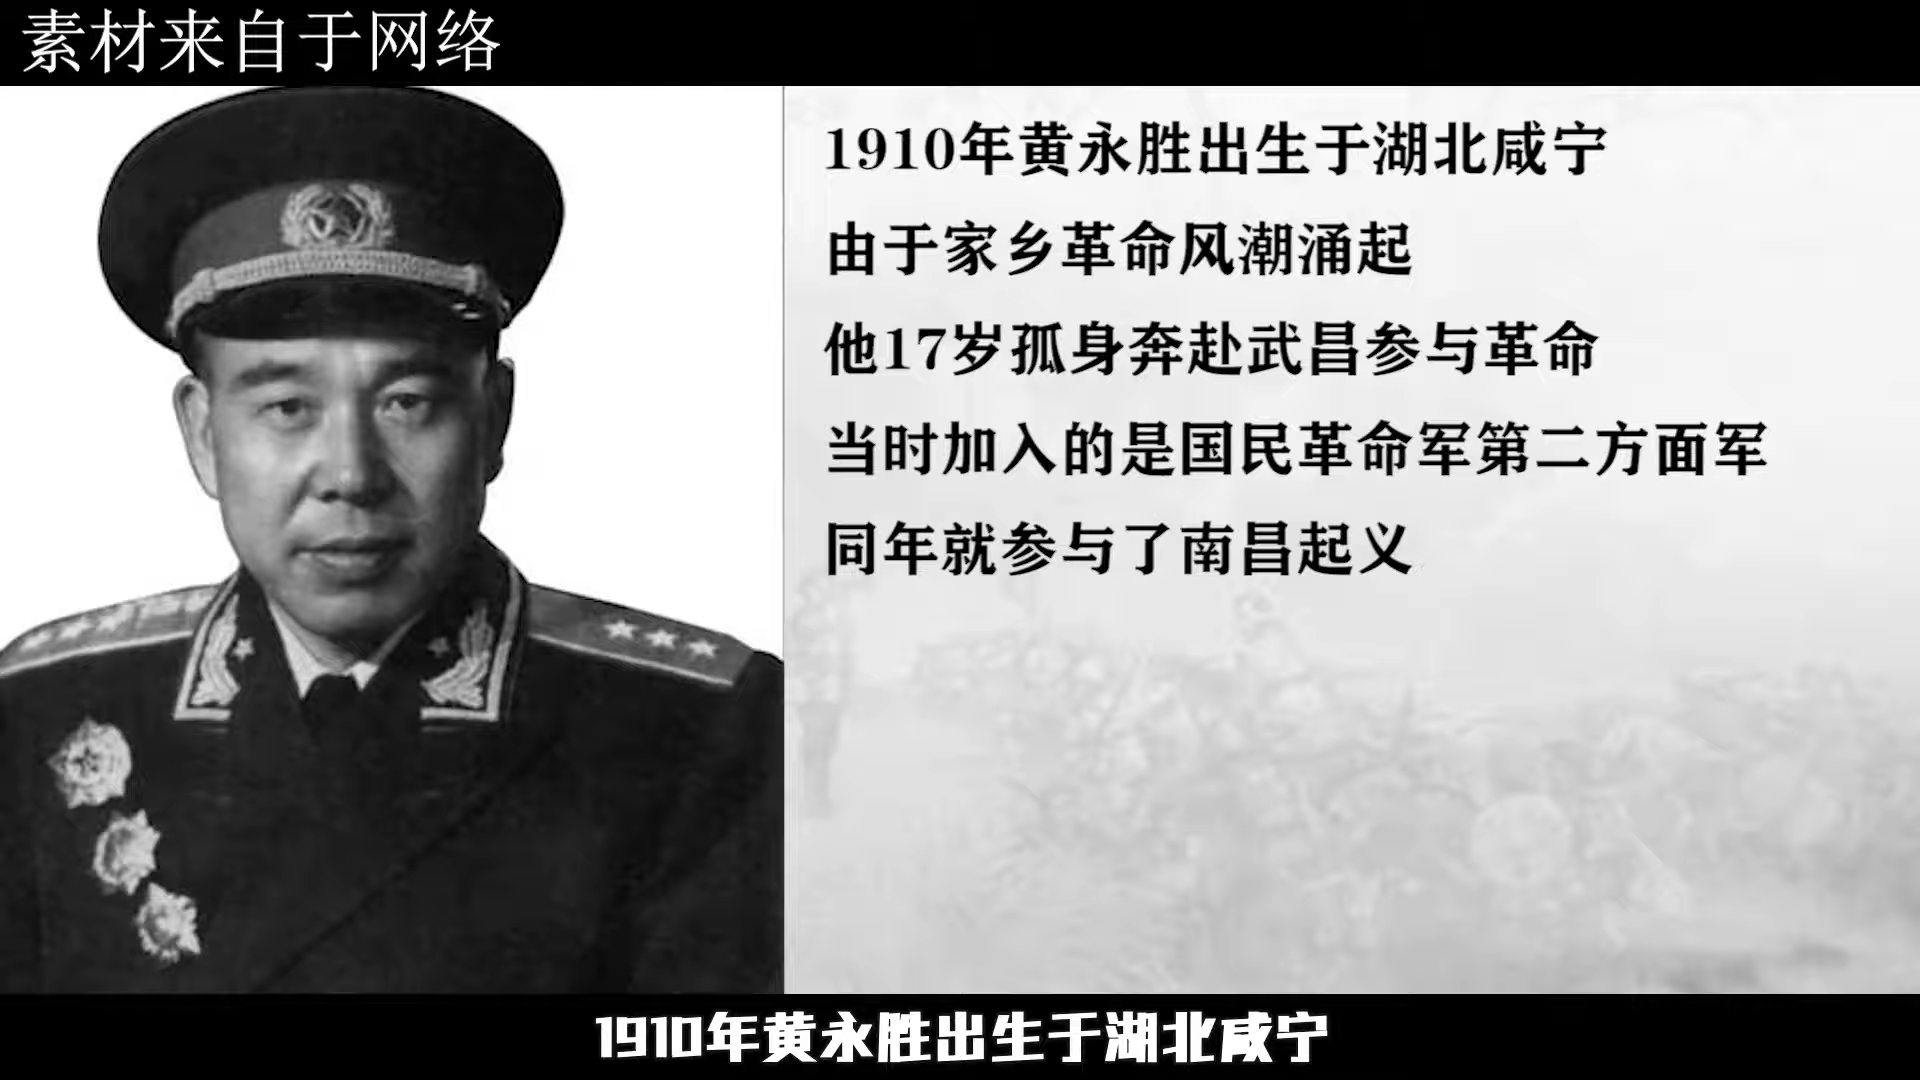 素材来自于网络
1910年黄永胜出生于湖北咸宁
由于家乡革命风潮涌起
他17岁孤身奔赴武昌参与革命
当时加入的是国民革命军第二方面军
同年就参与了南昌起义
1910年黄永胜出生于湖北咸宁